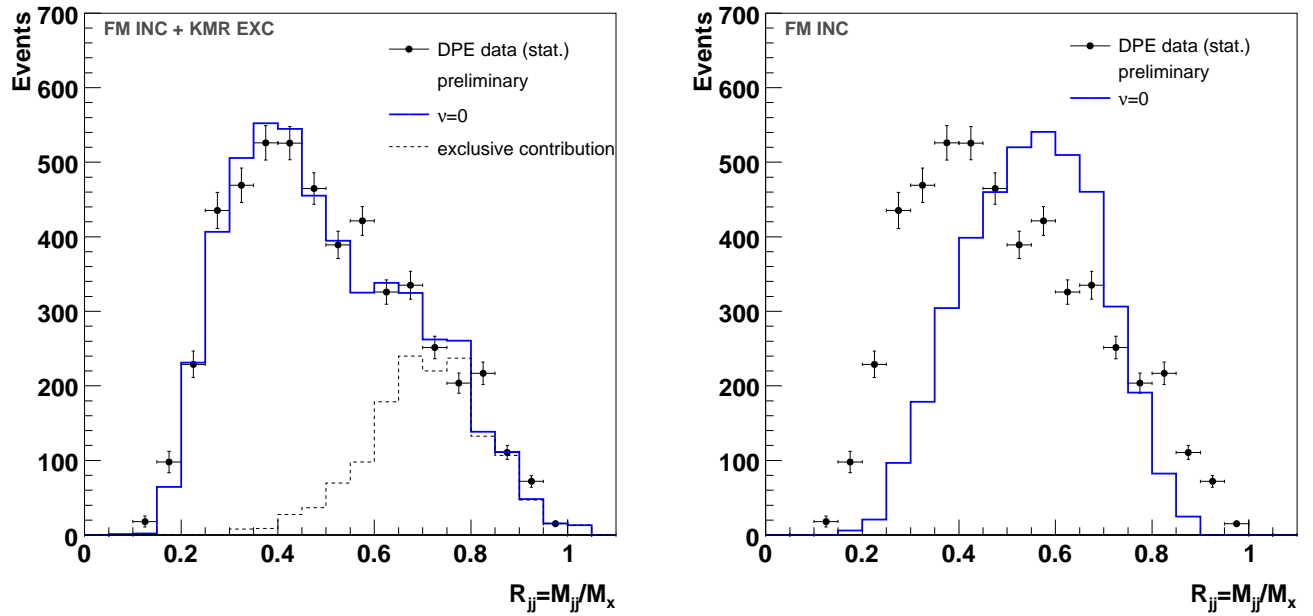 FM INC + KMR EXC
Events
700
600
500
400
300
200
100
0
DPE data (stat.)
preliminary
ν=0
exclusive contribution
0 0.2 0.4 0.6 0.8 1
R_jj=M_jj/M_x
FM INC
Events
700
600
500
400
300
200
100
0
DPE data (stat.)
preliminary
ν=0
0 0.2 0.4 0.6 0.8 1
R_jj=M_jj/M_x